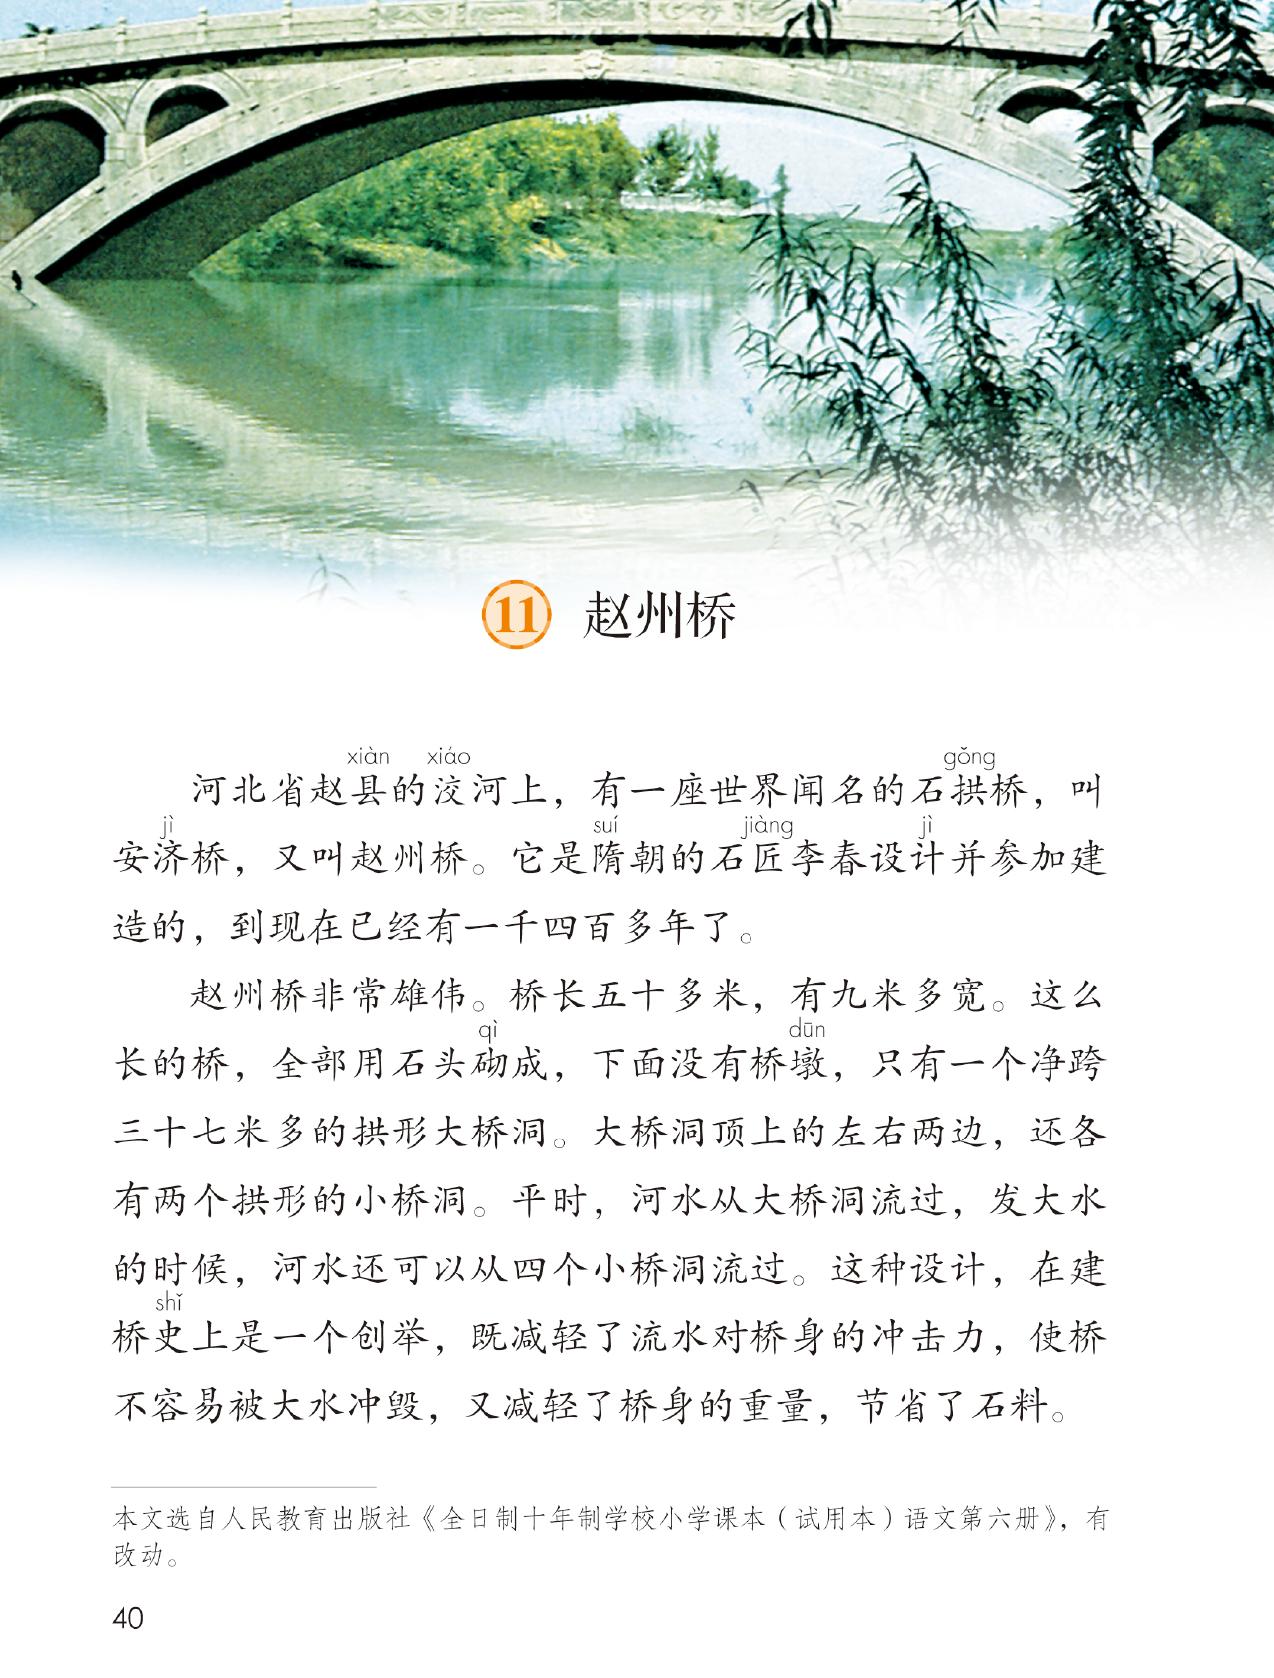 11 赵州桥
xiàn xiáo gǒng
河北省赵县的洨河上，有一座世界闻名的石拱桥，叫
jì suí jiàng jì
安济桥，又叫赵州桥。它是隋朝的石匠李春设计并参加建
造的，到现在已经有一千四百多年了。
赵州桥非常雄伟。桥长五十多米，有九米多宽。这么
qì dūn
长的桥，全部用石头砌成，下面没有桥墩，只有一个净跨
三十七米多的拱形大桥洞。大桥洞顶上的左右两边，还各
有两个拱形的小桥洞。平时，河水从大桥洞流过，发大水
的时候，河水还可以从四个小桥洞流过。这种设计，在建
shǐ
桥史上是一个创举，既减轻了流水对桥身的冲击力，使桥
不容易被大水冲毁，又减轻了桥身的重量，节省了石料。
本文选自人民教育出版社《全日制十年制学校小学课本（试用本）语文第六册》，有
改动。
40